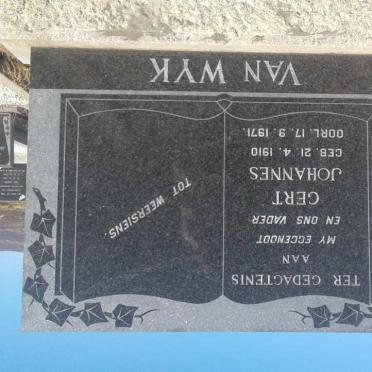 TER GEDACTENIS
AAN
MY EGGENOOT
EN ONS VADER
GERT
JOHANNES
GEB. 21. 4. 1910
OORL. 17. 9. 1971.
TOT WEERSIENS.
VAN WYK